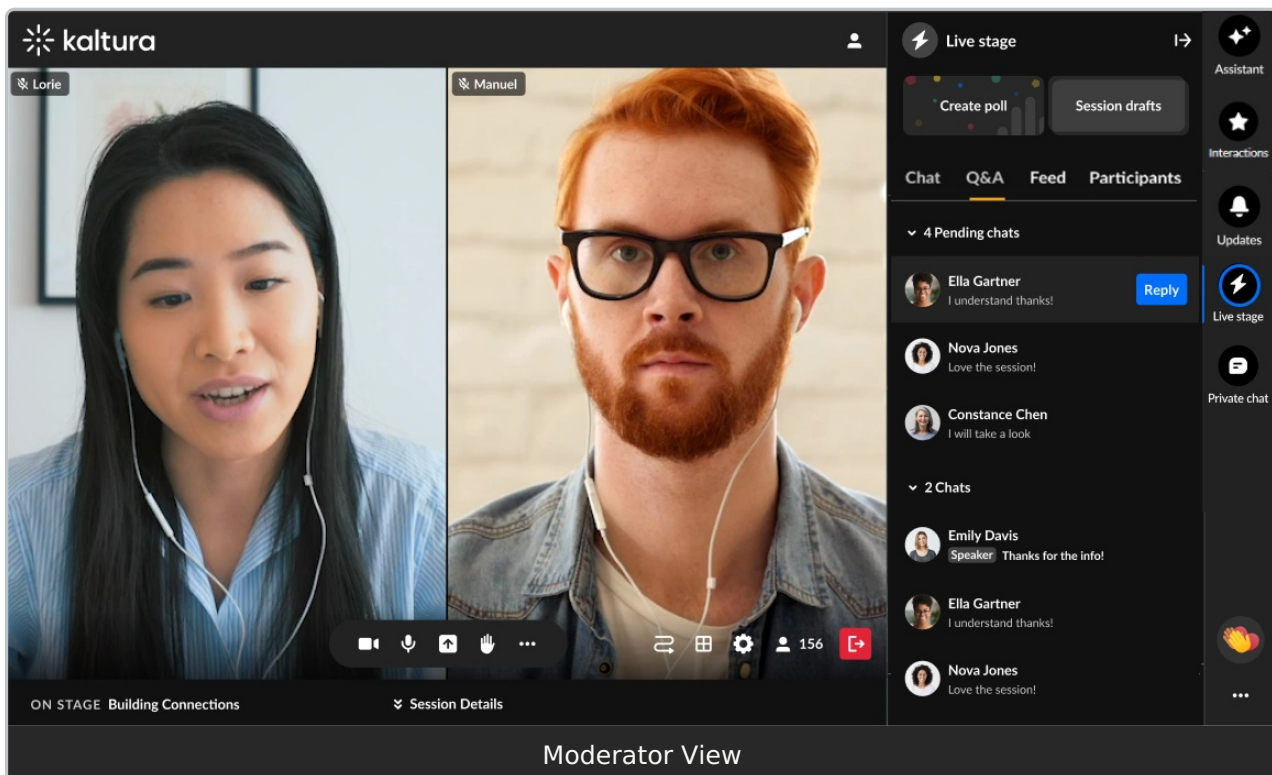 kaltura
Lorie
Manuel
156
ON STAGE Building Connections
Session Details
Live stage
Create poll
Session drafts
Chat Q&A Feed Participants
4 Pending chats
Ella Gartner
I understand thanks!
Reply
Nova Jones
Love the session!
Constance Chen
I will take a look
2 Chats
Emily Davis
Speaker Thanks for the info!
Ella Gartner
I understand thanks!
Nova Jones
Love the session!
Assistant
Interactions
Updates
Live stage
Private chat
Moderator View